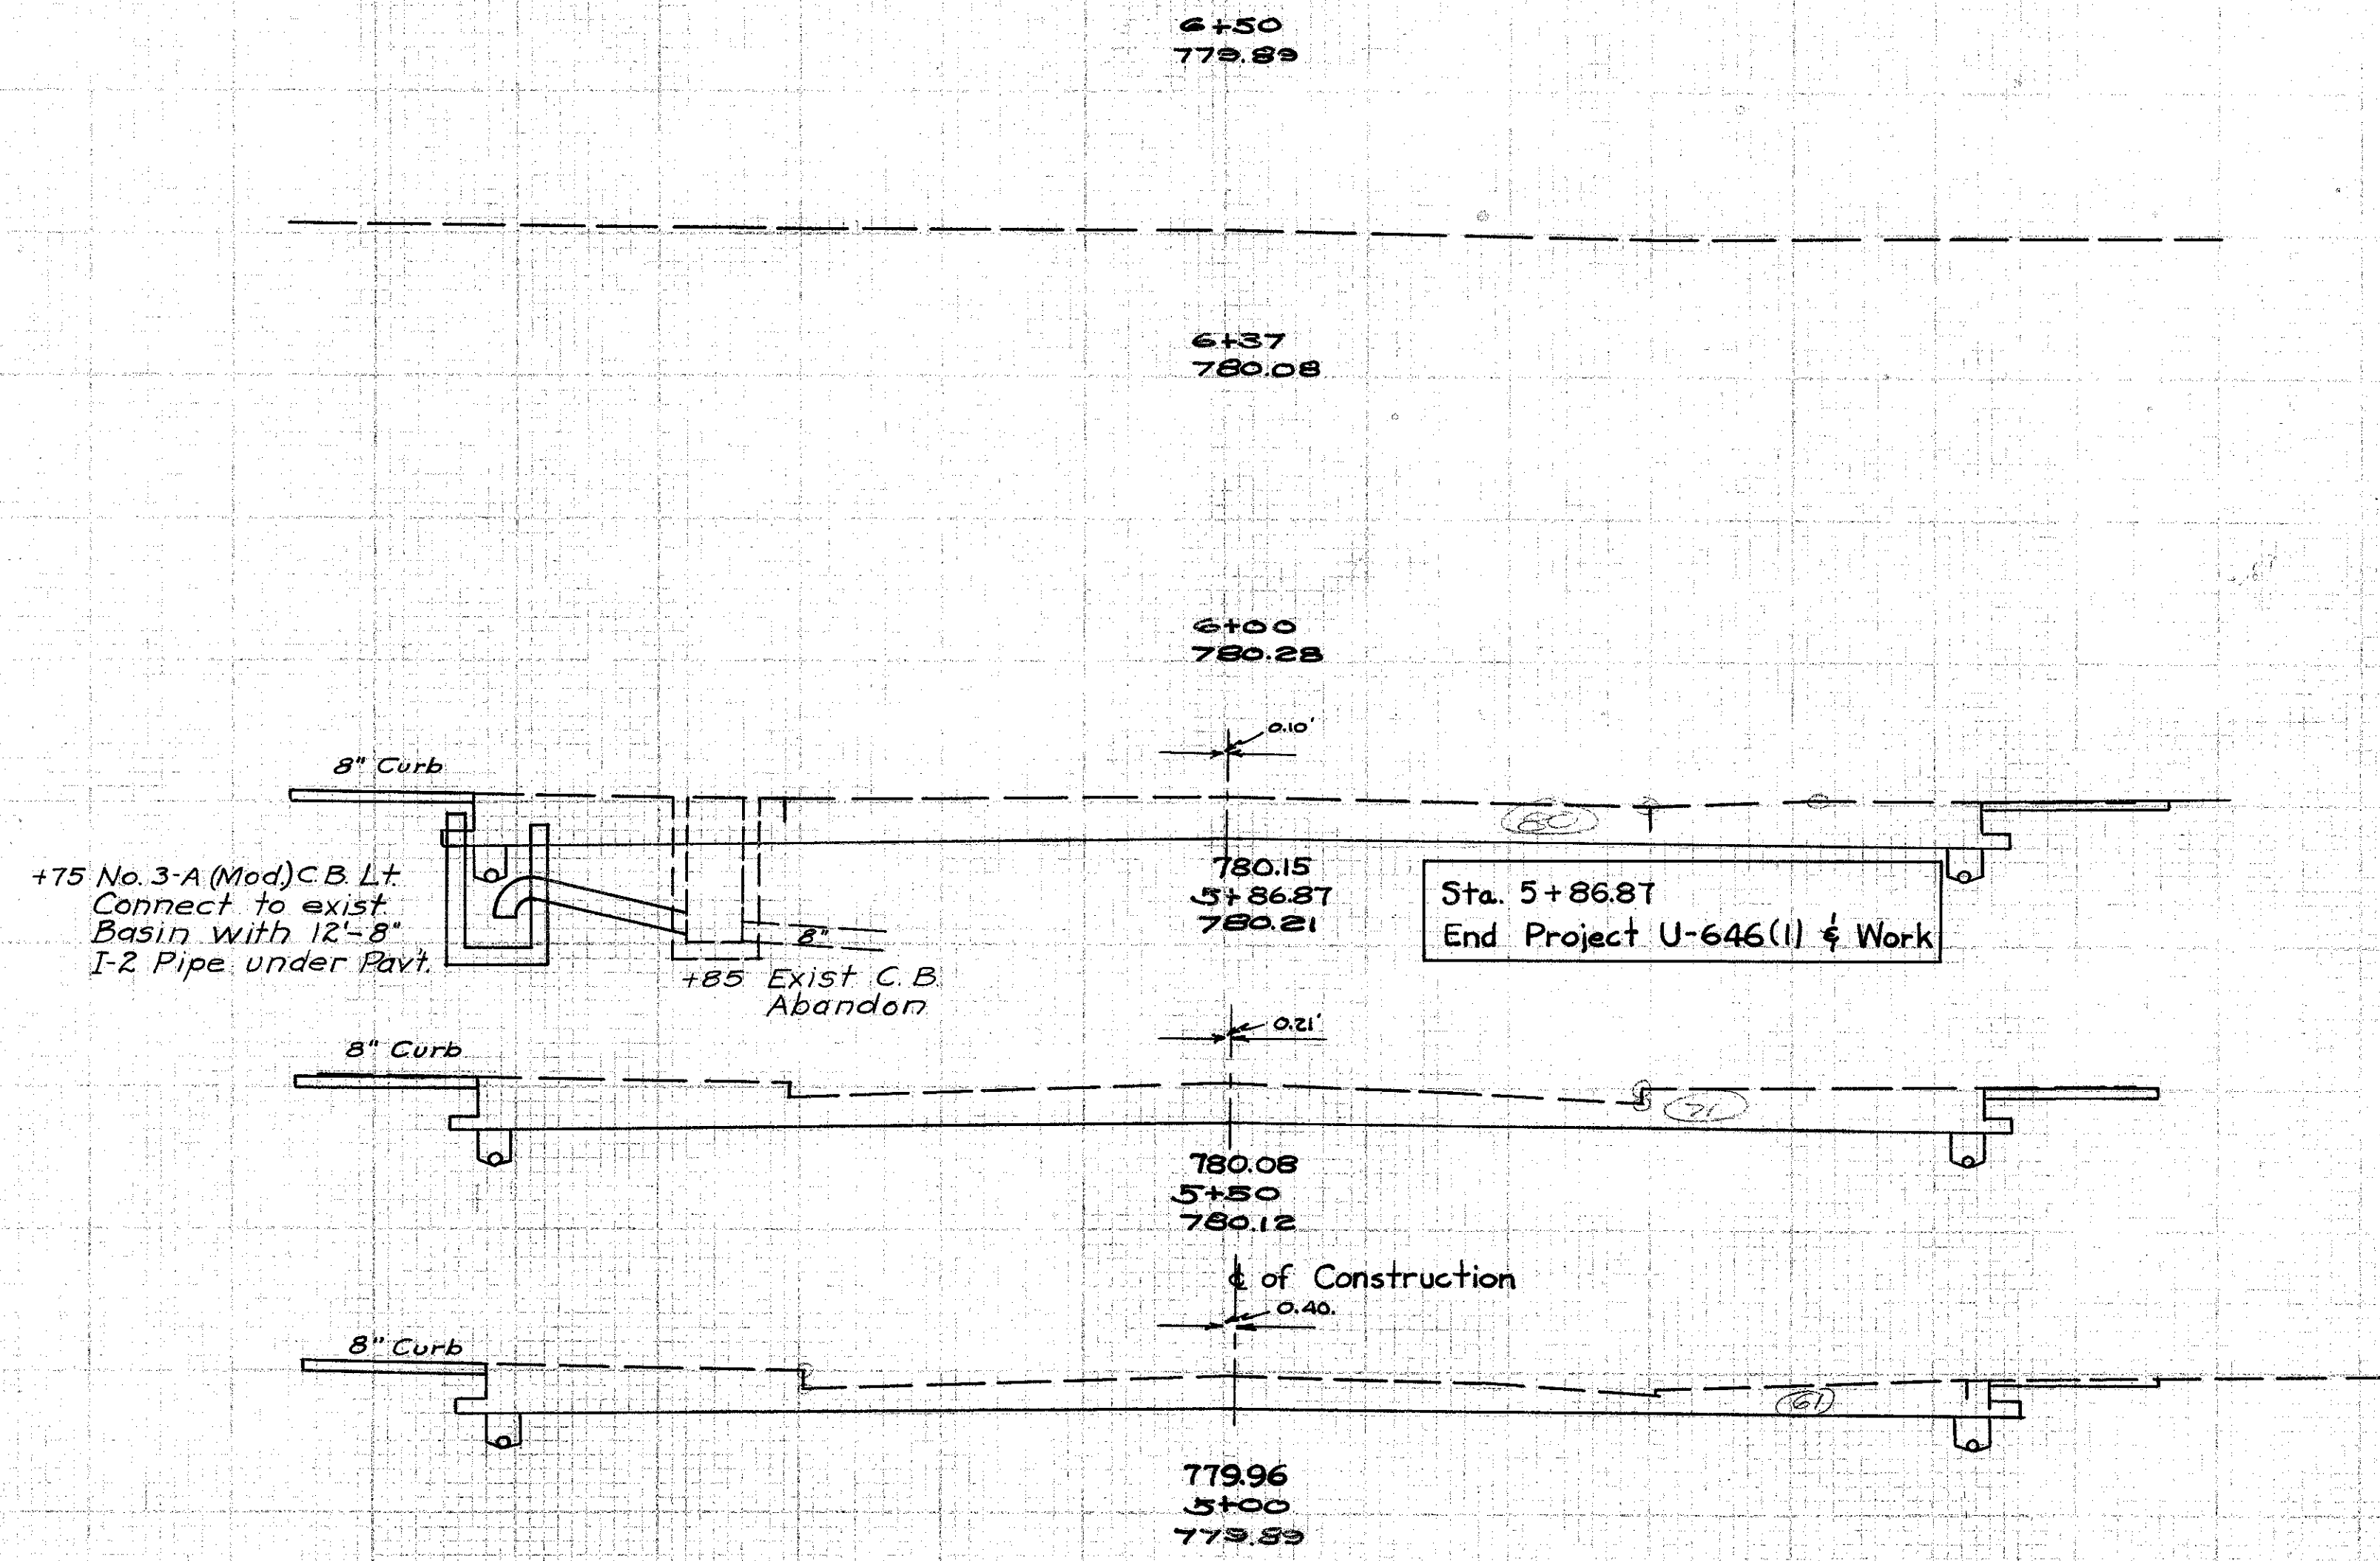 6+50
779.89
6+37
780.08
6+00
780.28
0.10'
8" Curb
60
780.15
5+86.87
780.21
+75 No. 3-A (Mod.) C.B. Lt.
Connect to exist.
Basin with 12'-8"
I-2 Pipe under Pavt.
8"
+85 Exist C.B.
Abandon
Sta. 5+86.87
End Project U-646(1) & Work
0.21'
8" Curb
71
780.08
5+50
780.12
℄ of Construction
0.40.
8" Curb
61
779.96
5+00
779.89